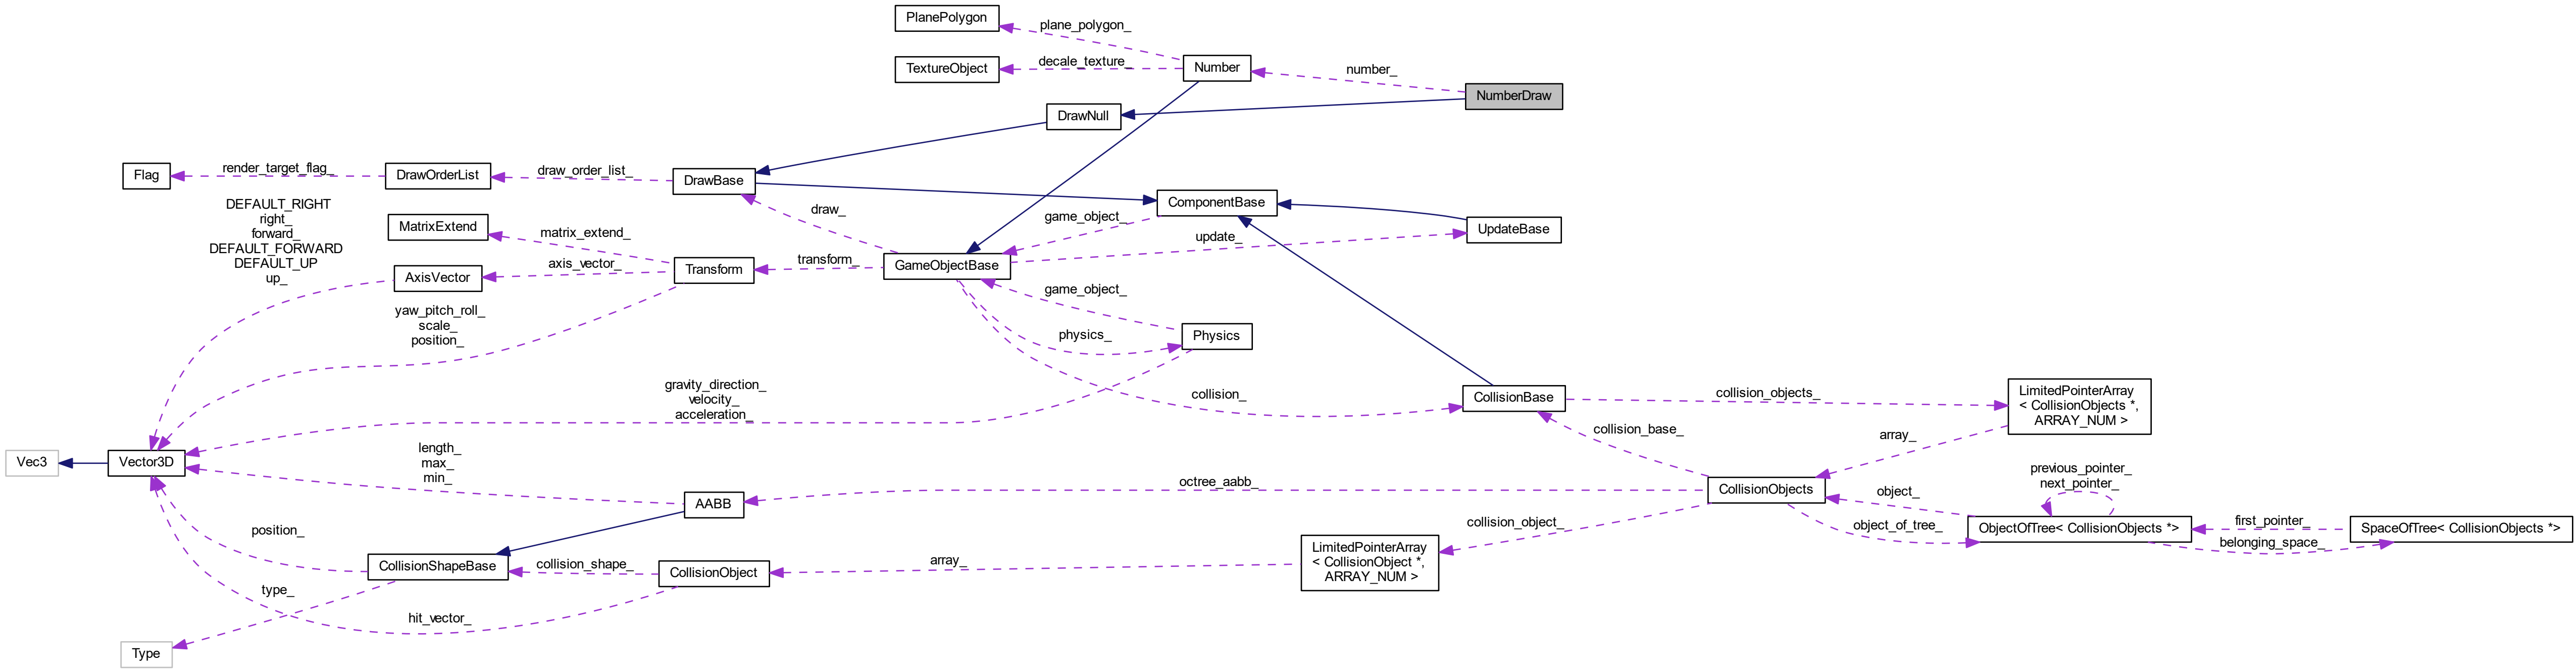 PlanePolygon
plane_polygon_
TextureObject
decale_texture_
Number
number_
NumberDraw
DrawNull
Flag
render_target_flag_
DrawOrderList
draw_order_list_
DrawBase
ComponentBase
UpdateBase
DEFAULT_RIGHT
right_
forward_
DEFAULT_FORWARD
DEFAULT_UP
up_
MatrixExtend
matrix_extend_
draw_
game_object_
update_
AxisVector
axis_vector_
Transform
transform_
GameObjectBase
yaw_pitch_roll_
scale_
position_
game_object_
physics_
Physics
gravity_direction_
velocity_
acceleration_
collision_
CollisionBase
collision_objects_
LimitedPointerArray
< CollisionObjects *,
ARRAY_NUM >
collision_base_
array_
Vec3
Vector3D
length_
max_
min_
AABB
octree_aabb_
CollisionObjects
object_
previous_pointer_
next_pointer_
object_of_tree_
ObjectOfTree< CollisionObjects *>
first_pointer_
belonging_space_
SpaceOfTree< CollisionObjects *>
position_
CollisionShapeBase
collision_shape_
CollisionObject
array_
LimitedPointerArray
< CollisionObject *,
ARRAY_NUM >
collision_object_
type_
hit_vector_
Type